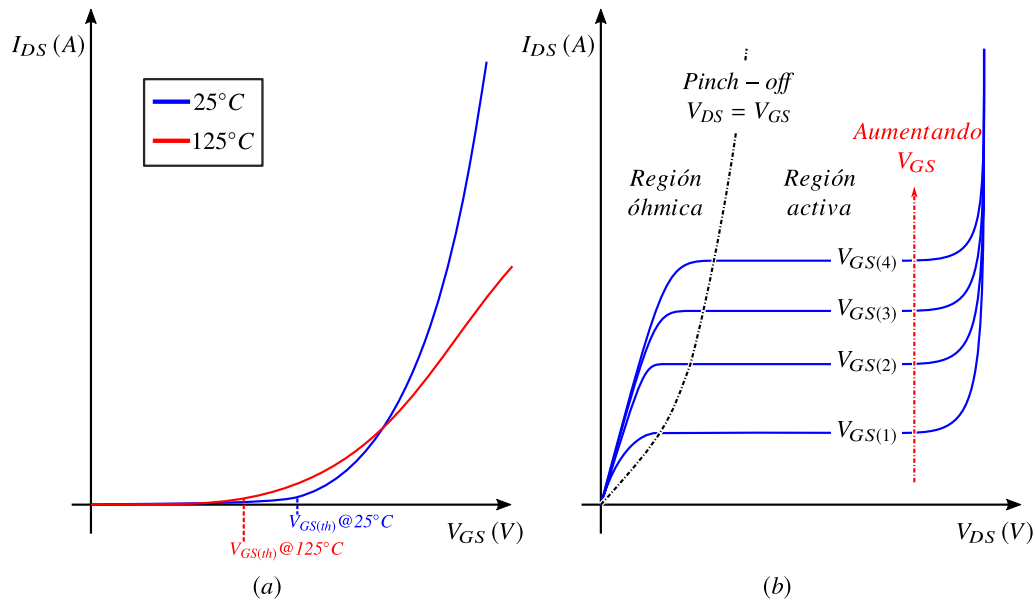 I_DS (A)
25°C
125°C
V_GS(th)@25°C
V_GS(th)@125°C
V_GS (V)
(a)
I_DS (A)
Pinch – off
V_DS = V_GS
Región
óhmica
Región
activa
Aumentando
V_GS
V_GS(4)
V_GS(3)
V_GS(2)
V_GS(1)
V_DS (V)
(b)